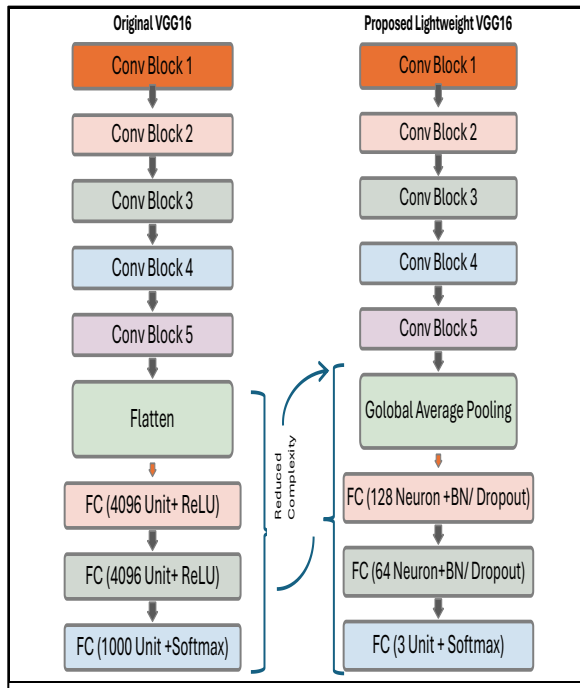 Original VGG16
Conv Block 1
Conv Block 2
Conv Block 3
Conv Block 4
Conv Block 5
Flatten
FC (4096 Unit+ ReLU)
FC (4096 Unit+ ReLU)
FC (1000 Unit +Softmax)
Reduced
Complexity
Proposed Lightweight VGG16
Conv Block 1
Conv Block 2
Conv Block 3
Conv Block 4
Conv Block 5
Golobal Average Pooling
FC (128 Neuron +BN/ Dropout)
FC (64 Neuron+BN/ Dropout)
FC (3 Unit + Softmax)